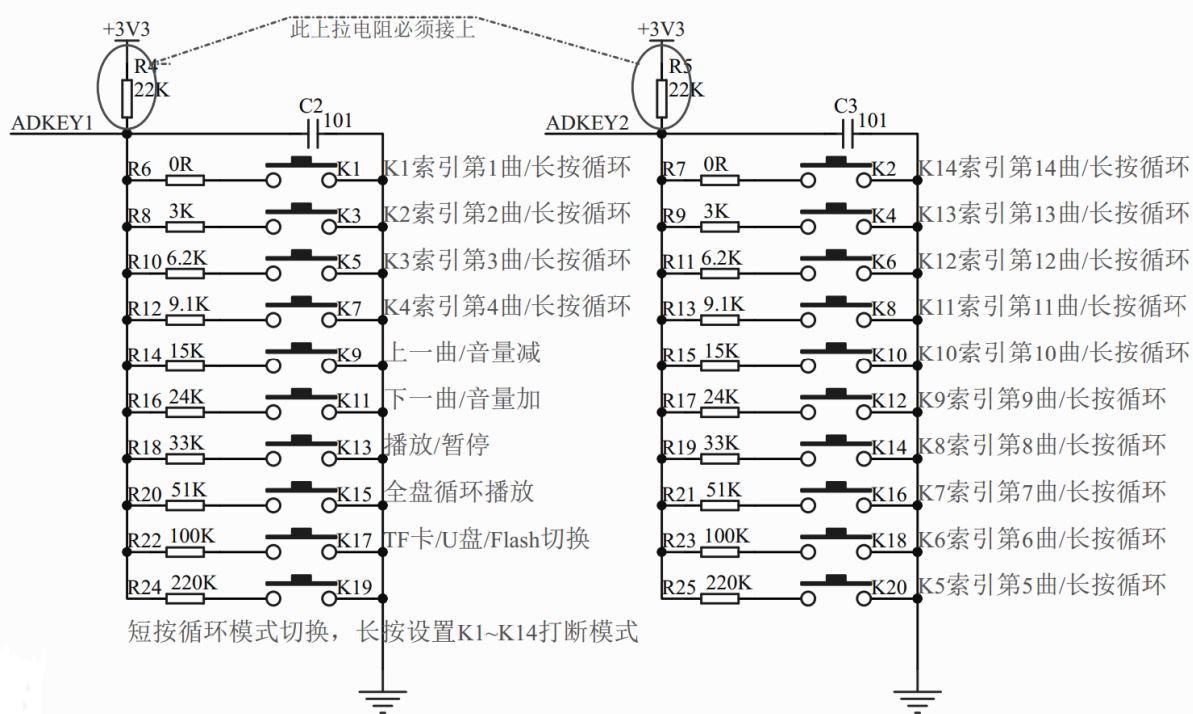 此上拉电阻必须接上
+3V3
R4
22K
C2
101
ADKEY1
R6 0R K1 K1索引第1曲/长按循环
R8 3K K3 K2索引第2曲/长按循环
R10 6.2K K5 K3索引第3曲/长按循环
R12 9.1K K7 K4索引第4曲/长按循环
R14 15K K9 上一曲/音量减
R16 24K K11 下一曲/音量加
R18 33K K13 播放/暂停
R20 51K K15 全盘循环播放
R22 100K K17 TF卡/U盘/Flash切换
R24 220K K19
短按循环模式切换，长按设置K1~K14打断模式
+3V3
R5
22K
C3
101
ADKEY2
R7 0R K2 K14索引第14曲/长按循环
R9 3K K4 K13索引第13曲/长按循环
R11 6.2K K6 K12索引第12曲/长按循环
R13 9.1K K8 K11索引第11曲/长按循环
R15 15K K10 K10索引第10曲/长按循环
R17 24K K12 K9索引第9曲/长按循环
R19 33K K14 K8索引第8曲/长按循环
R21 51K K16 K7索引第7曲/长按循环
R23 100K K18 K6索引第6曲/长按循环
R25 220K K20 K5索引第5曲/长按循环